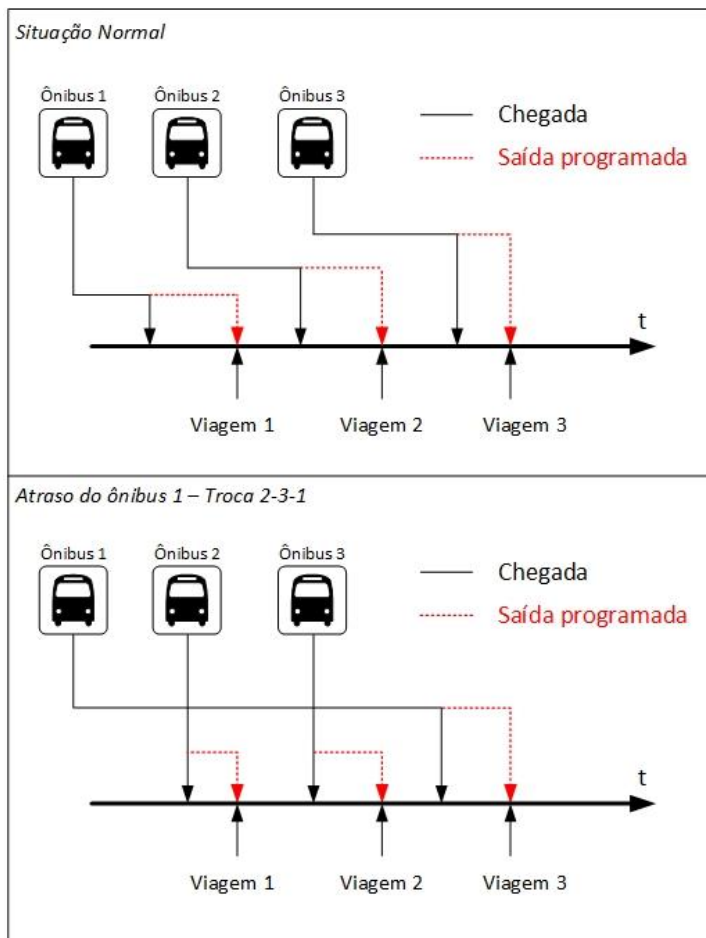 Situação Normal
Ônibus 1 Ônibus 2 Ônibus 3
Chegada
Saída programada
t
Viagem 1 Viagem 2 Viagem 3
Atraso do ônibus 1 – Troca 2-3-1
Ônibus 1 Ônibus 2 Ônibus 3
Chegada
Saída programada
t
Viagem 1 Viagem 2 Viagem 3